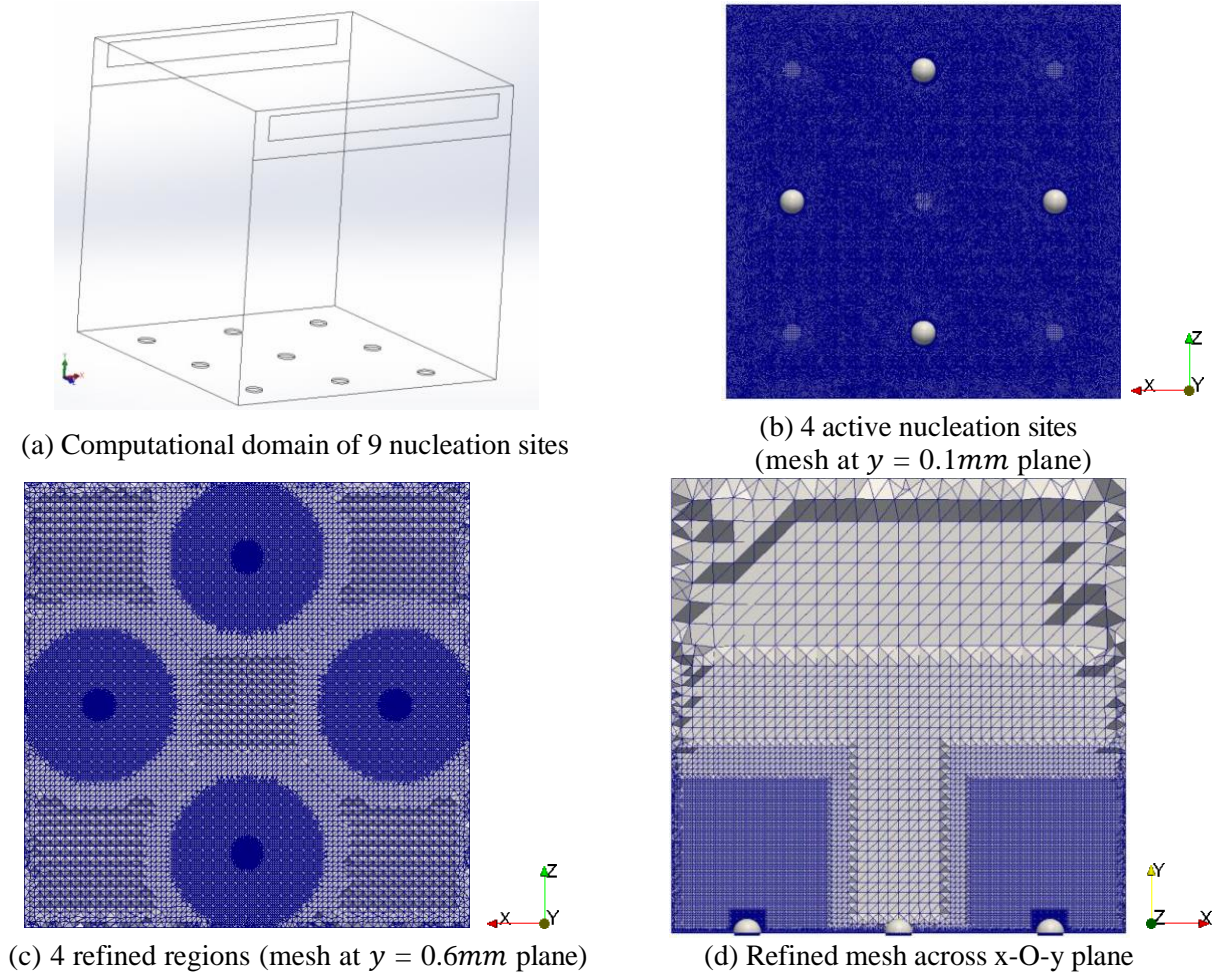 (a) Computational domain of 9 nucleation sites
Z
X
Y
(b) 4 active nucleation sites
(mesh at y = 0.1mm plane)
Z
X
Y
(c) 4 refined regions (mesh at y = 0.6mm plane)
Y
Z
X
(d) Refined mesh across x-O-y plane